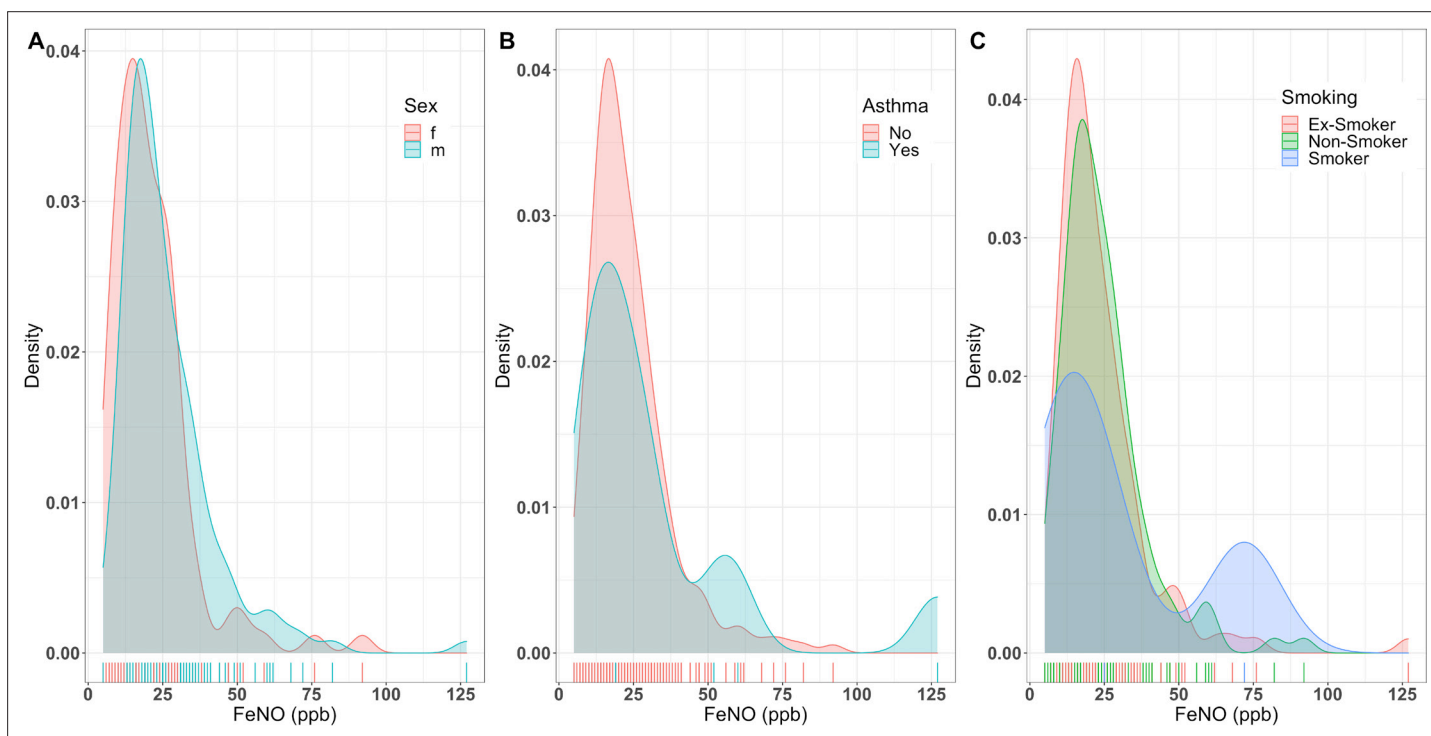 A
Sex
f
m
0.04
0.03
0.02
0.01
0.00
Density
0 25 50 75 100 125
FeNO (ppb)
B
Asthma
No
Yes
0.04
0.03
0.02
0.01
0.00
Density
0 25 50 75 100 125
FeNO (ppb)
C
Smoking
Ex-Smoker
Non-Smoker
Smoker
0.04
0.03
0.02
0.01
0.00
Density
0 25 50 75 100 125
FeNO (ppb)